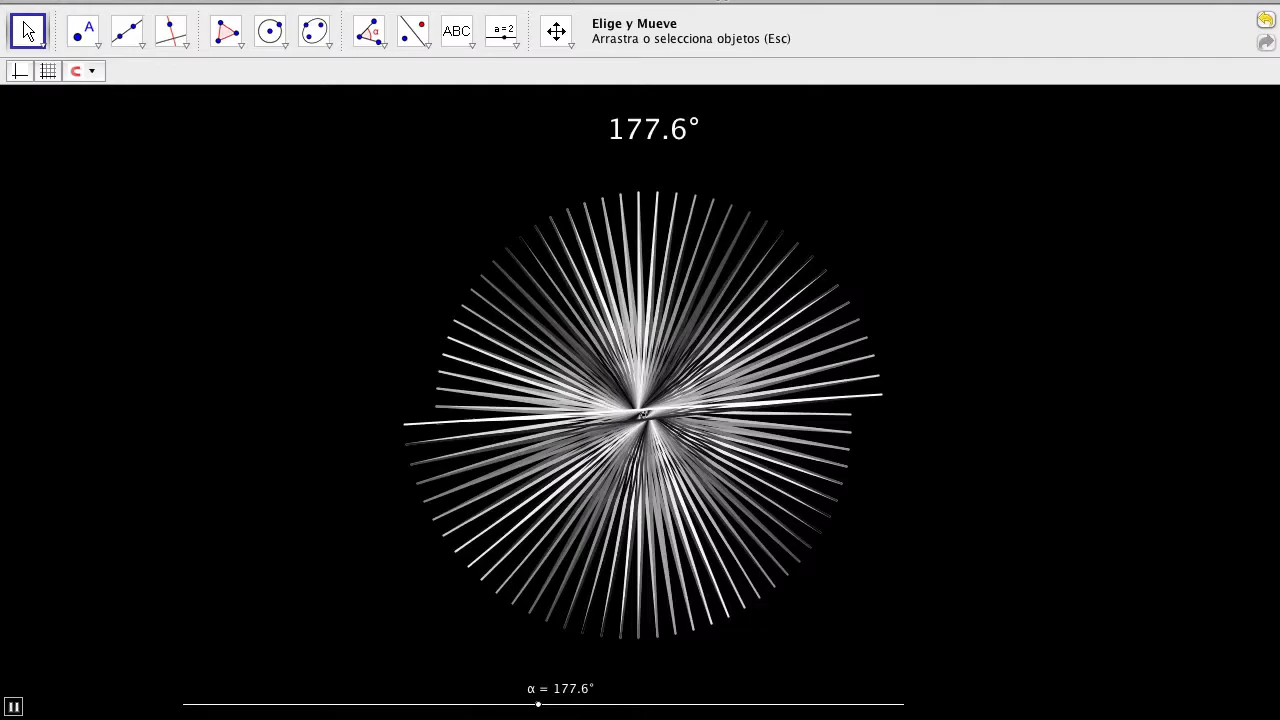 A
α
ABC
a=2
Elige y Mueve
Arrastra o selecciona objetos (Esc)
177.6°
α = 177.6°